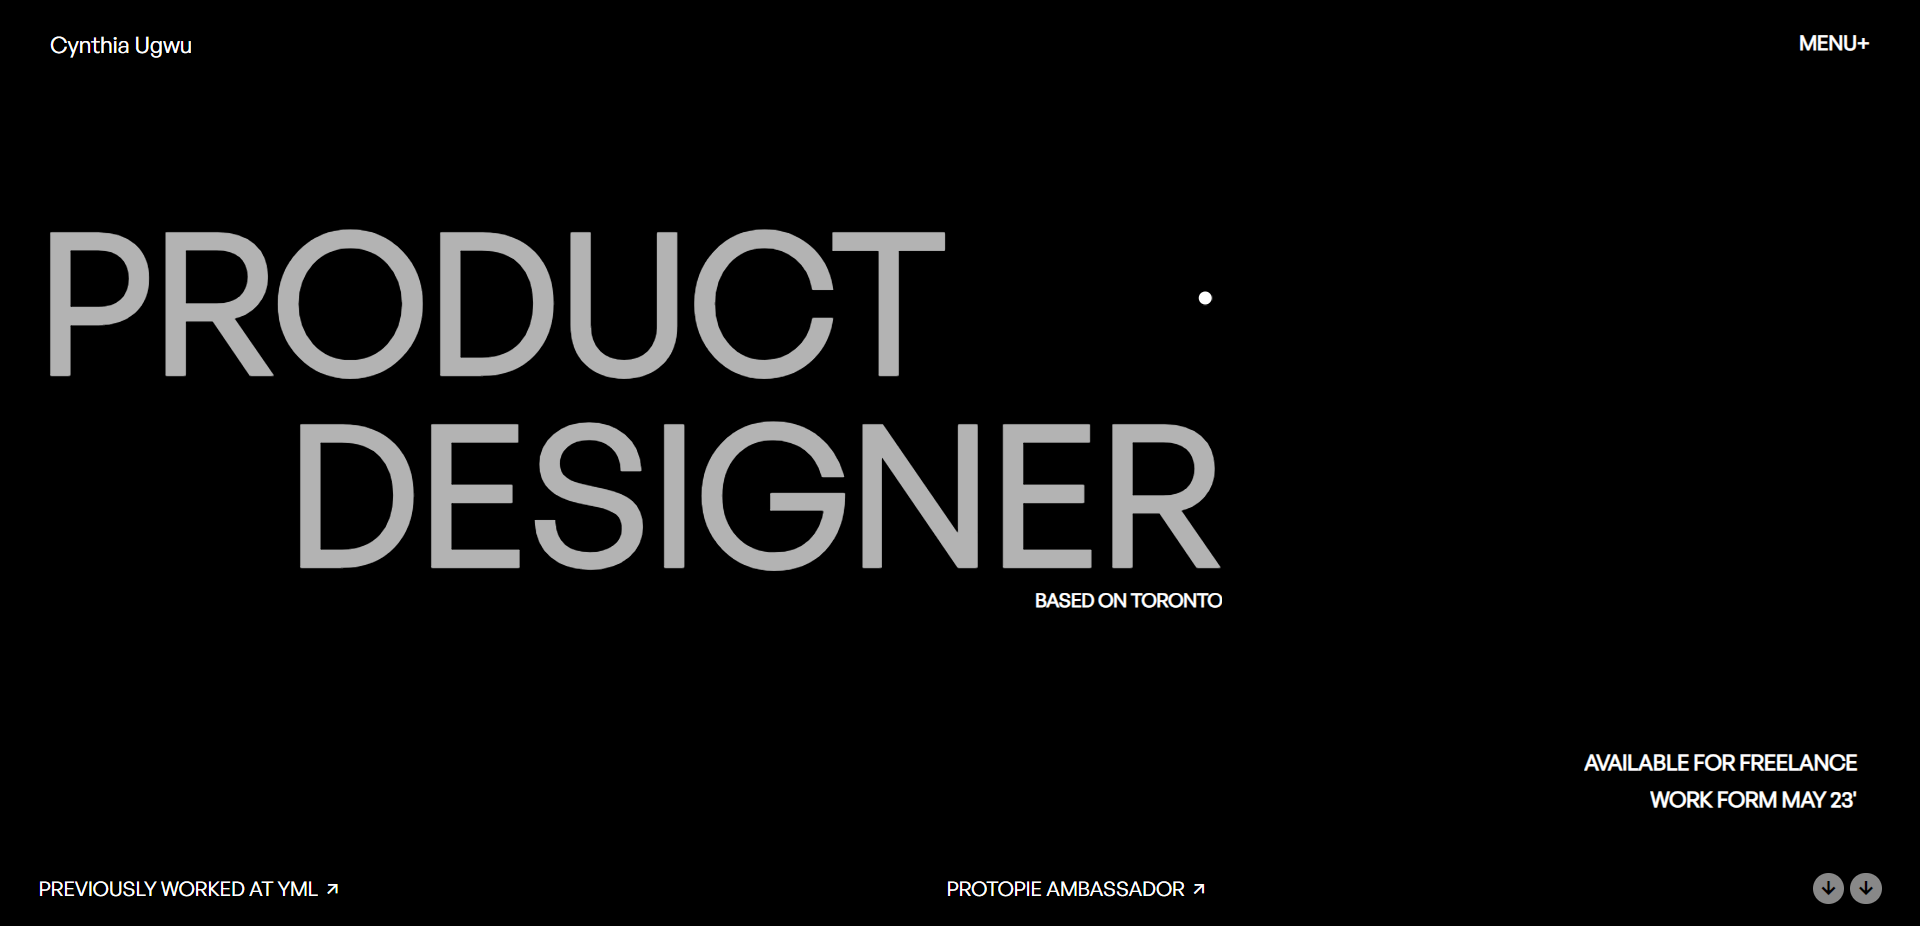 Cynthia Ugwu
MENU+
PRODUCT
DESIGNER
BASED ON TORONTO
AVAILABLE FOR FREELANCE
WORK FORM MAY 23'
PREVIOUSLY WORKED AT YML
PROTOPIE AMBASSADOR